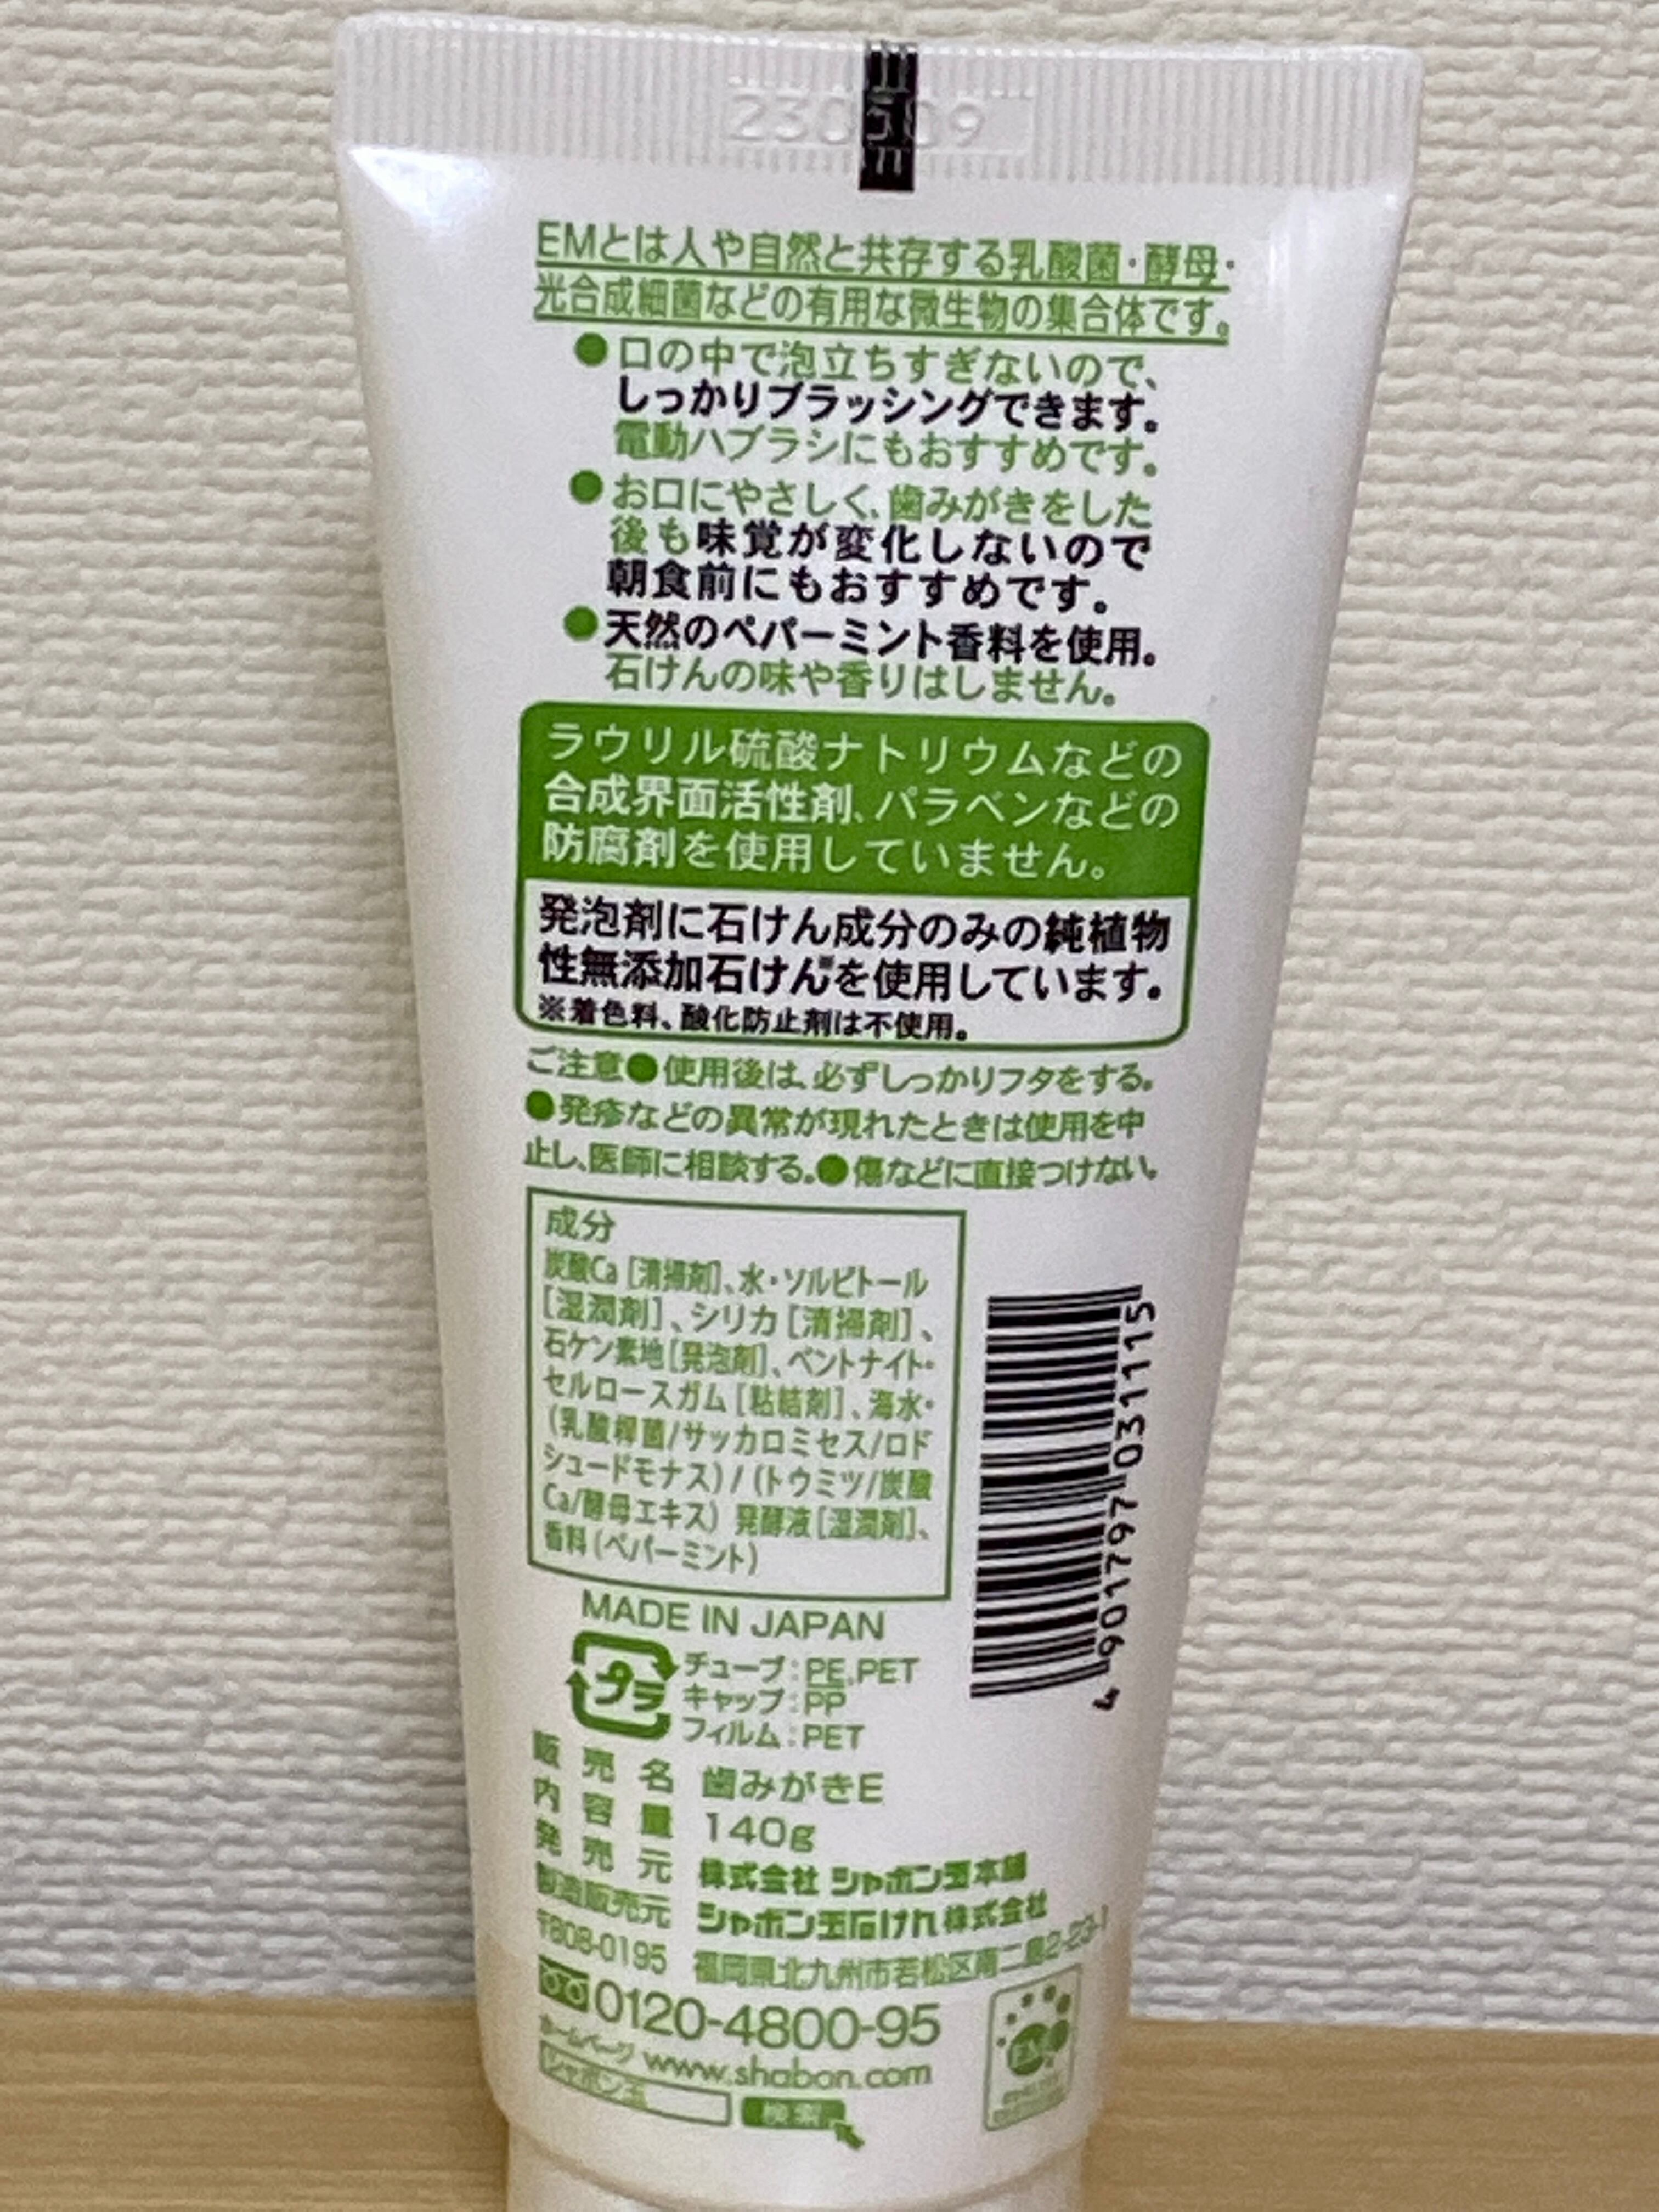 230509
EMとは人や自然と共存する乳酸菌・酵母・
光合成細菌などの有用な微生物の集合体です。
●口の中で泡立ちすぎないので、
しっかりブラッシングできます。
電動ハブラシにもおすすめです。
●お口にやさしく、歯みがきをした
後も味覚が変化しないので
朝食前にもおすすめです。
●天然のペパーミント香料を使用。
石けんの味や香りはしません。
ラウリル硫酸ナトリウムなどの
合成界面活性剤、パラベンなどの
防腐剤を使用していません。
発泡剤に石けん成分のみの純植物
性無添加石けん※を使用しています。
※着色料、酸化防止剤は不使用。
ご注意●使用後は、必ずしっかりフタをする。
●発疹などの異常が現れたときは使用を中
止し、医師に相談する。●傷などに直接つけない。
成分
炭酸Ca［清掃剤］、水・ソルビトール
［湿潤剤］、シリカ［清掃剤］、
石ケン素地［発泡剤］、ベントナイト・
セルロースガム［粘結剤］、海水・
（乳酸桿菌/サッカロミセス/ロド
シュードモナス）/（トウミツ/炭酸
Ca/酵母エキス）発酵液［湿潤剤］、
香料（ペパーミント）
4 901797 031115
MADE IN JAPAN
プラ
チューブ：PE,PET
キャップ：PP
フィルム：PET
販売名 歯みがきE
内容量 140g
発売元 株式会社 シャボン玉本舗
製造販売元 シャボン玉石けん株式会社
〒808-0195 福岡県北九州市若松区南二島2-23-1
0120-4800-95
ホームページ www.shabon.com
シャボン玉 検索
EM